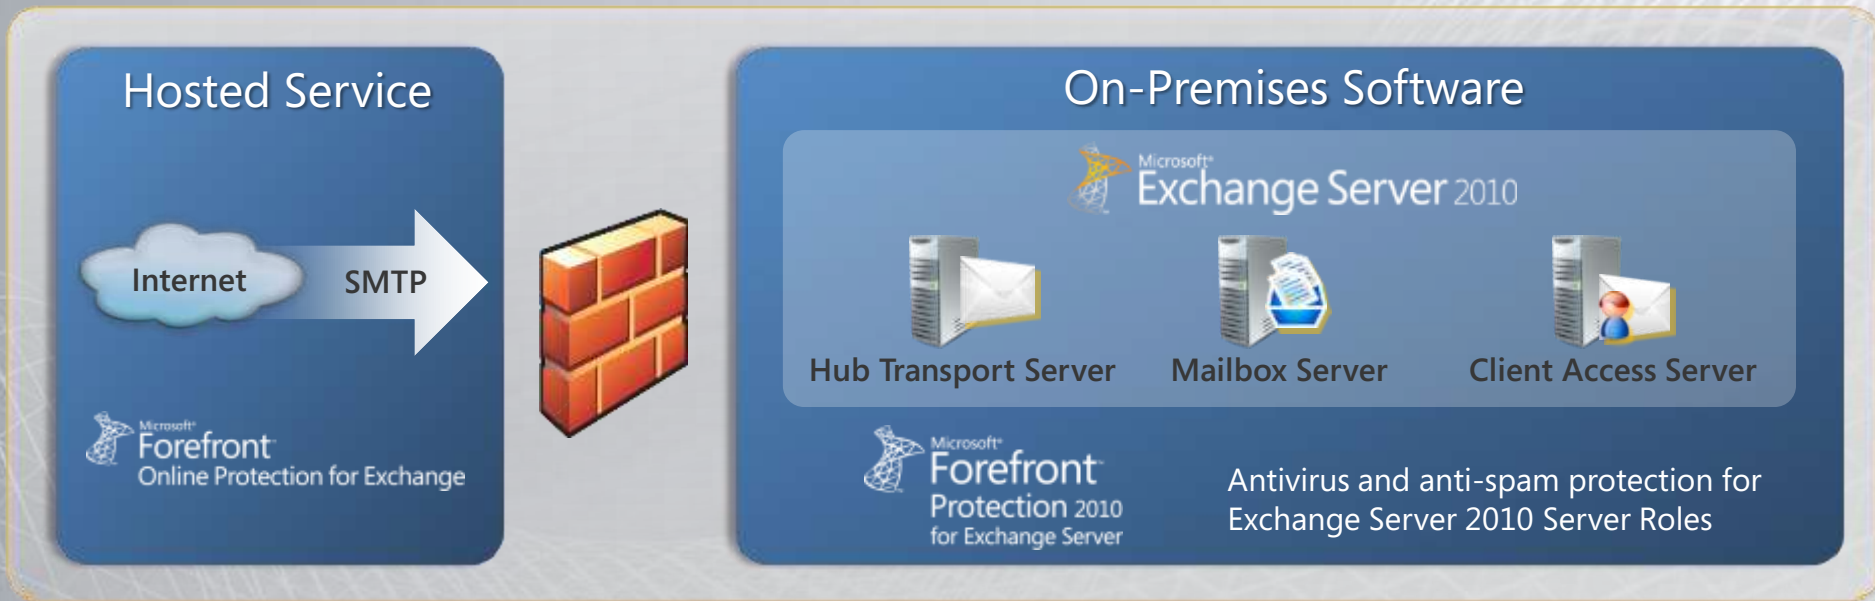 Hosted Service
Internet
SMTP
Microsoft®
Forefront™
Online Protection for Exchange
On-Premises Software
Microsoft®
Exchange Server 2010
Hub Transport Server
Mailbox Server
Client Access Server
Microsoft®
Forefront™
Protection 2010
for Exchange Server
Antivirus and anti-spam protection for
Exchange Server 2010 Server Roles